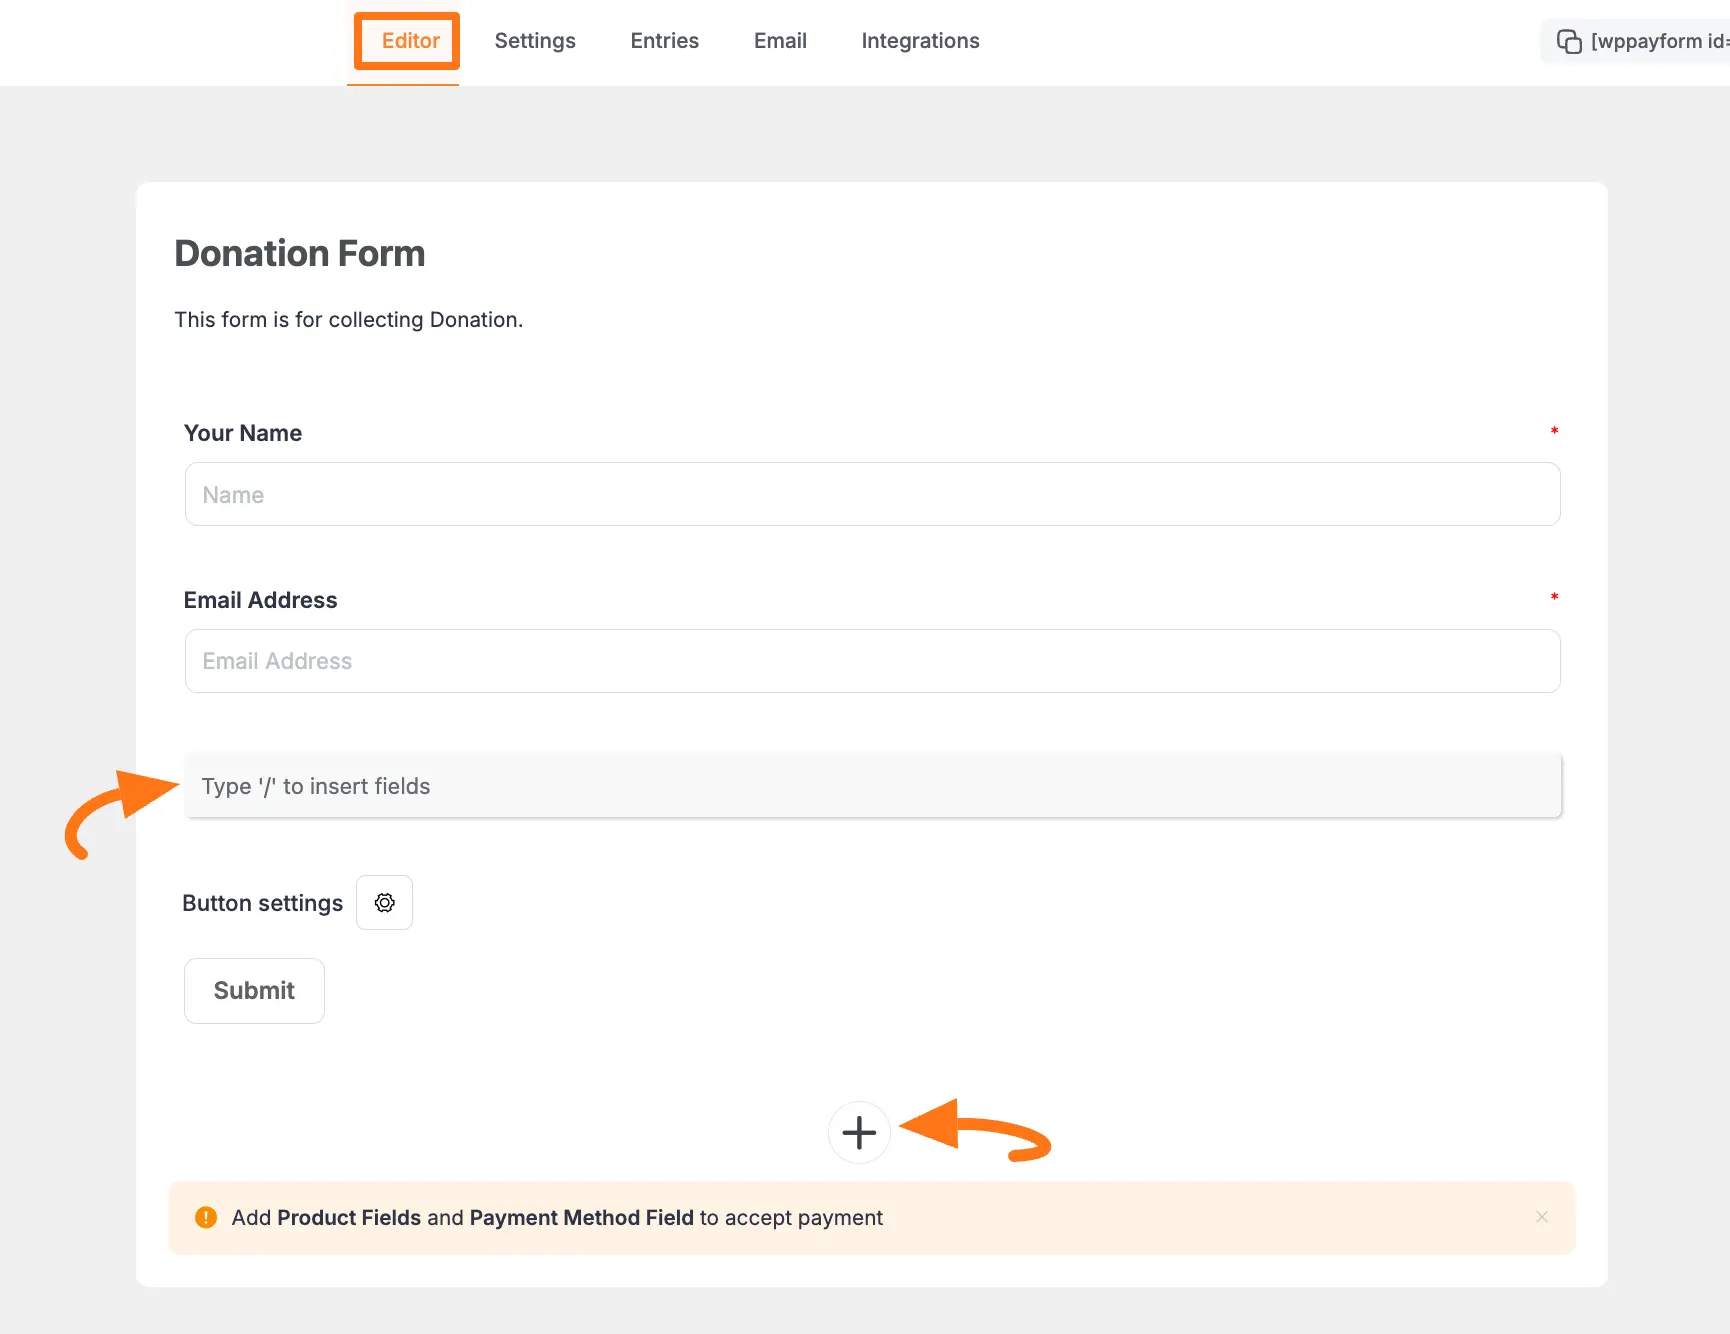 Editor Settings Entries Email Integrations [wppayform id=
Donation Form
This form is for collecting Donation.
Your Name *
Name
Email Address *
Email Address
Type '/' to insert fields
Button settings
Submit
Add Product Fields and Payment Method Field to accept payment